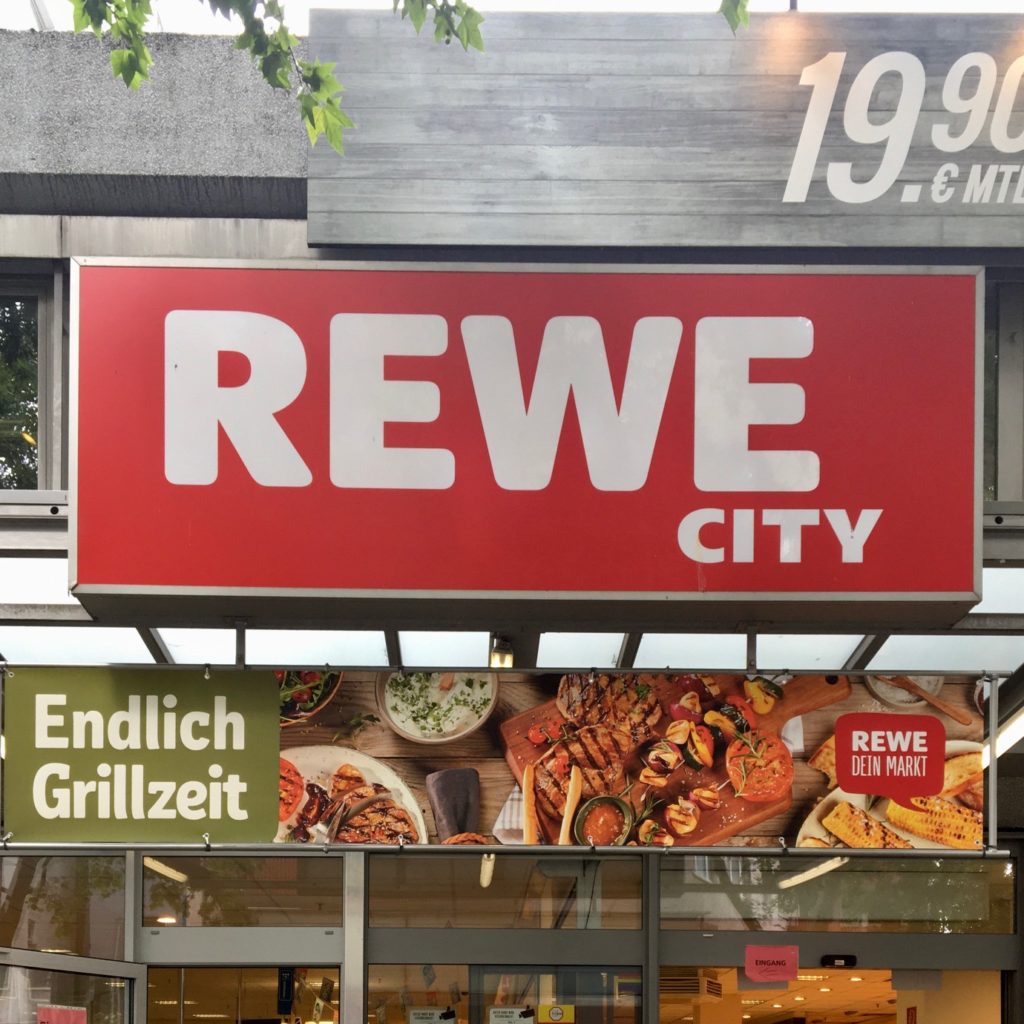 19.90
€ MTL
REWE
CITY
Endlich
Grillzeit
REWE
DEIN MARKT
EINGANG